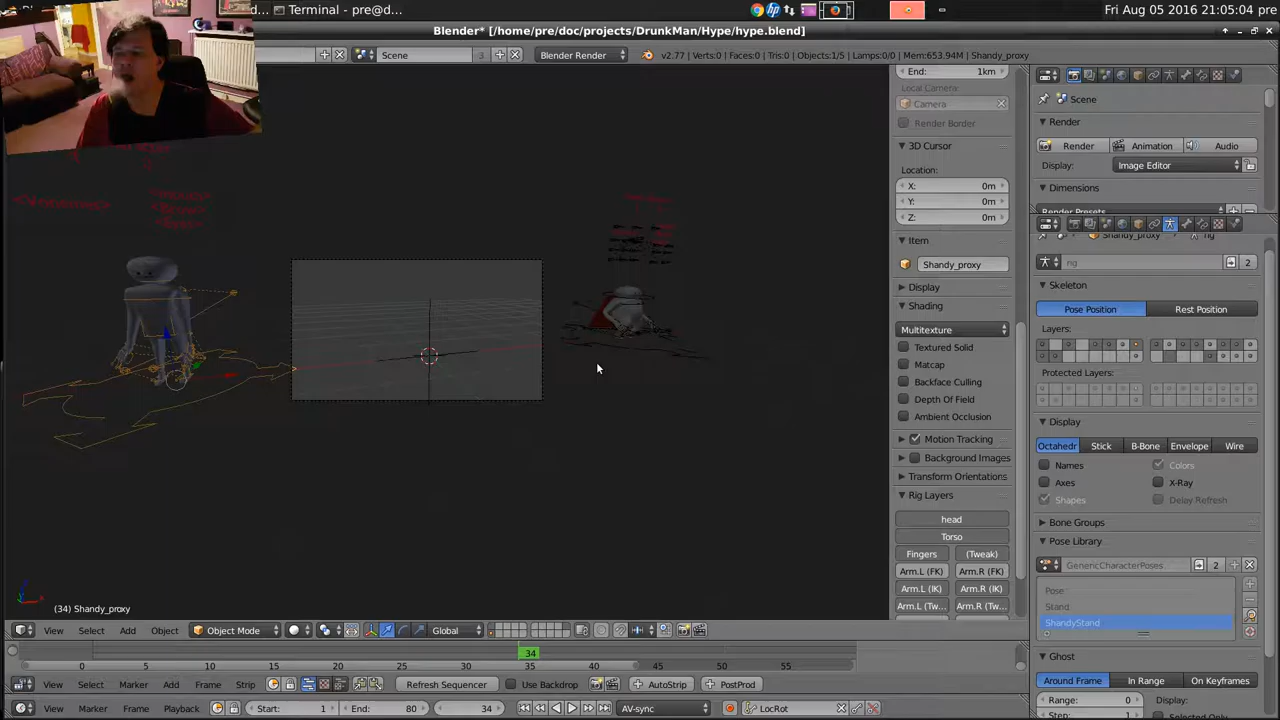 Terminal - pre@d...
Fri Aug 05 2016 21:05:04 pre
Blender* [/home/pre/doc/projects/DrunkMan/Hype/hype.blend]
Scene
3
Blender Render
v2.77 | Verts:0 | Faces:0 | Tris:0 | Objects:1/5 | Lamps:0/0 | Mem:653.94M | Shandy_proxy
End: 1km
Local Camera:
Camera
Render Border
3D Cursor
Location:
X: 0m
Y: 0m
Z: 0m
Item
Shandy_proxy
Display
Shading
Multitexture
Textured Solid
Matcap
Backface Culling
Depth Of Field
Ambient Occlusion
Motion Tracking
Background Images
Transform Orientations
Rig Layers
head
Torso
Fingers
(Tweak)
Arm.L (FK)
Arm.R (FK)
Arm.L (IK)
Arm.R (IK)
Arm.L (Tw...
Arm.R (Tw...
Scene
Render
Render
Animation
Audio
Display:
Image Editor
Dimensions
Render Presets
Shandy_proxy
rig
rig
2
Skeleton
Pose Position
Rest Position
Layers:
Protected Layers:
Display
Octahedr
Stick
B-Bone
Envelope
Wire
Names
Colors
Axes
X-Ray
Shapes
Delay Refresh
Bone Groups
Pose Library
GenericCharacterPoses
2
Pose
Stand
ShandyStand
Ghost
Around Frame
In Range
On Keyframes
Range: 0
Display:
Step:
Selected Only
(34) Shandy_proxy
View
Select
Add
Object
Object Mode
Global
34
0
5
10
15
20
25
30
35
40
45
50
55
View
Select
Marker
Add
Frame
Strip
Refresh Sequencer
Use Backdrop
AutoStrip
PostProd
View
Marker
Frame
Playback
Start: 1
End: 80
34
AV-sync
LocRot